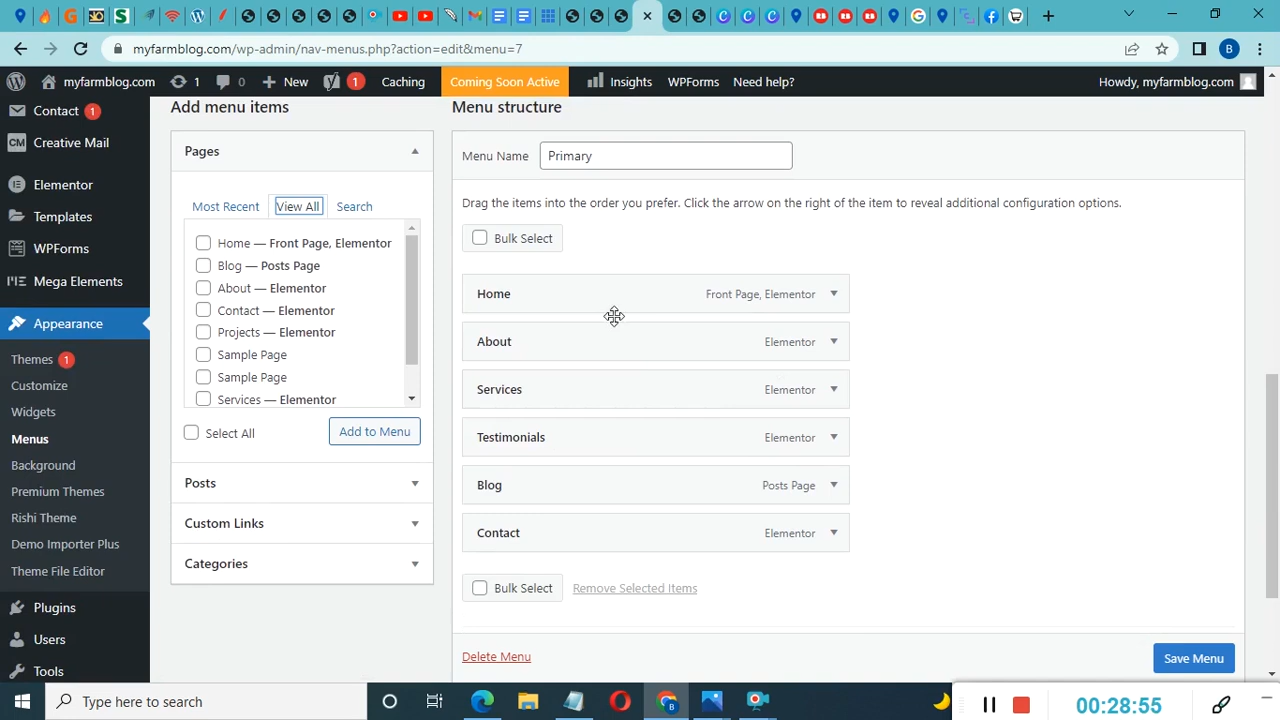 myfarmblog.com/wp-admin/nav-menus.php?action=edit&menu=7
B
myfarmblog.com 1 0 New 1 Caching Coming Soon Active Insights WPForms Need help? Howdy, myfarmblog.com
Contact 1
CM Creative Mail
Elementor
Templates
WPForms
Mega Elements
Appearance
Themes 1
Customize
Widgets
Menus
Background
Premium Themes
Rishi Theme
Demo Importer Plus
Theme File Editor
Plugins
Users
Tools
Add menu items
Pages
Most Recent View All Search
Home — Front Page, Elementor
Blog — Posts Page
About — Elementor
Contact — Elementor
Projects — Elementor
Sample Page
Sample Page
Services — Elementor
Select All Add to Menu
Posts
Custom Links
Categories
Menu structure
Menu Name Primary
Drag the items into the order you prefer. Click the arrow on the right of the item to reveal additional configuration options.
Bulk Select
Home Front Page, Elementor
About Elementor
Services Elementor
Testimonials Elementor
Blog Posts Page
Contact Elementor
Bulk Select Remove Selected Items
Delete Menu Save Menu
Type here to search
00:28:55